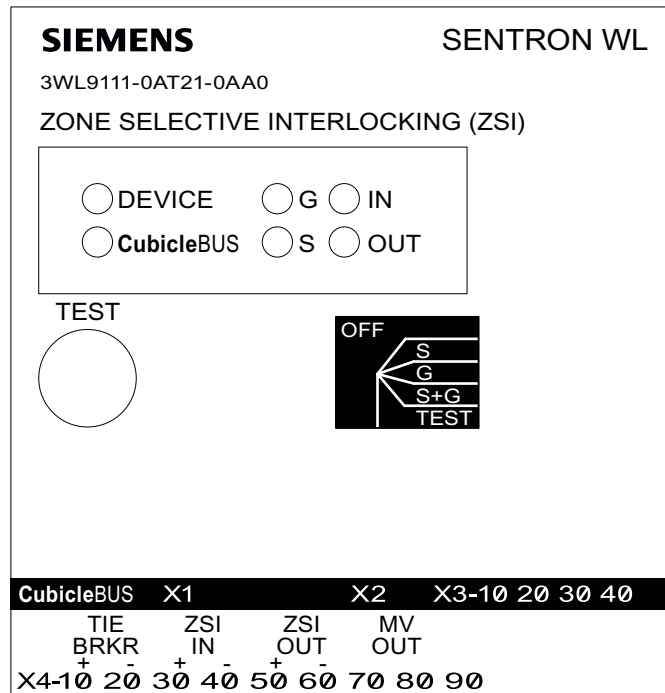 SIEMENS SENTRON WL
3WL9111-0AT21-0AA0
ZONE SELECTIVE INTERLOCKING (ZSI)
DEVICE G IN
CubicleBUS S OUT
TEST
OFF
S
G
S+G
TEST
CubicleBUS X1 X2 X3-10 20 30 40
TIE ZSI ZSI MV
BRKR IN OUT OUT
+ - + - + -
X4-10 20 30 40 50 60 70 80 90